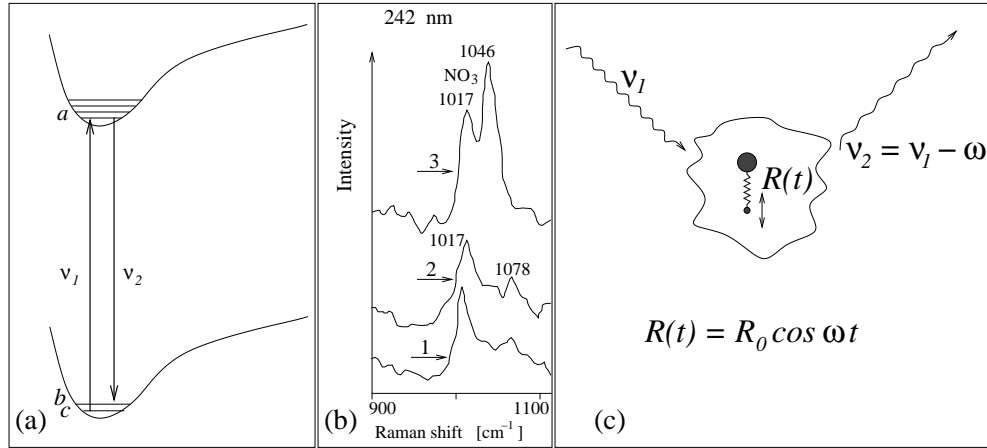 a
ν1
ν2
b
c
(a)
242 nm
1046
NO3
1017
Intensity
3
1017
2
1078
1
900
1100
Raman shift [cm−1]
(b)
ν1
ν2 = ν1 − ω
R(t)
R(t) = R0 cos ωt
(c)